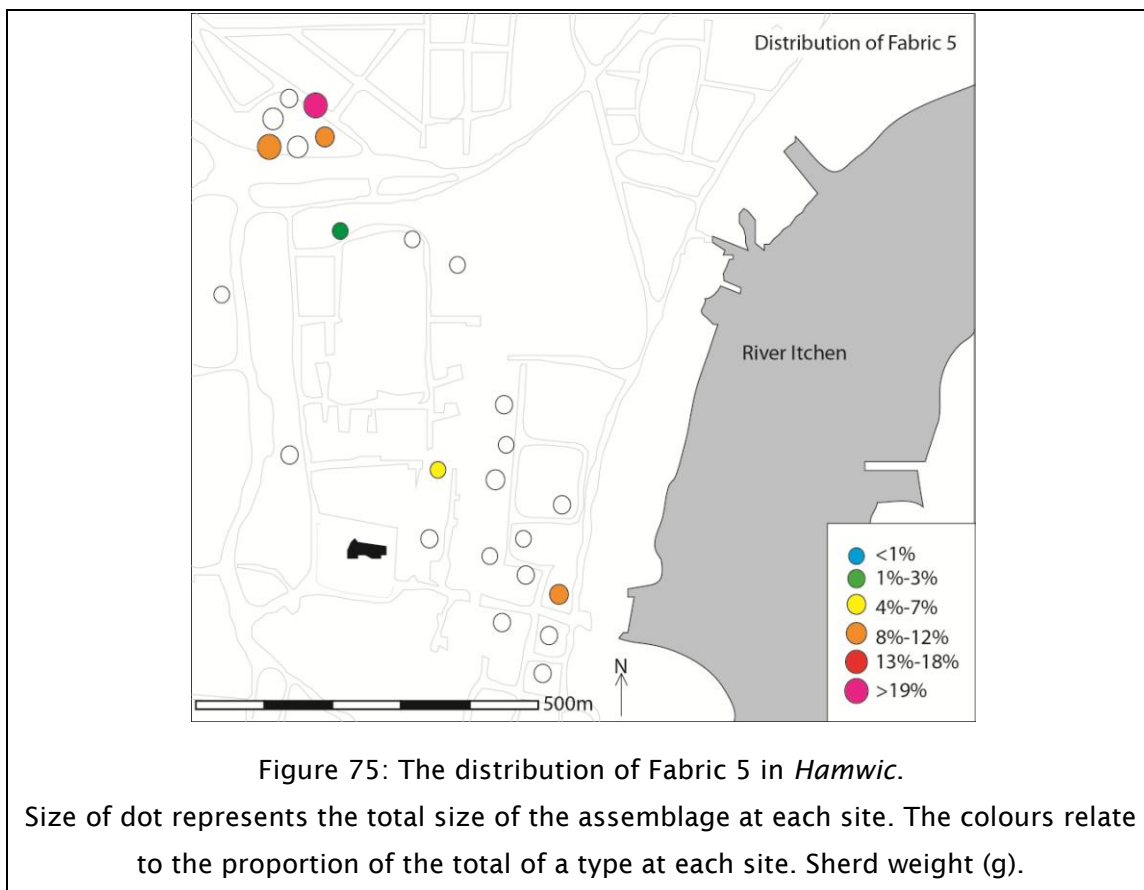 Distribution of Fabric 5
River Itchen
<1%
1%-3%
4%-7%
8%-12%
13%-18%
>19%
N
500m
Figure 75: The distribution of Fabric 5 in Hamwic.
Size of dot represents the total size of the assemblage at each site. The colours relate
to the proportion of the total of a type at each site. Sherd weight (g).